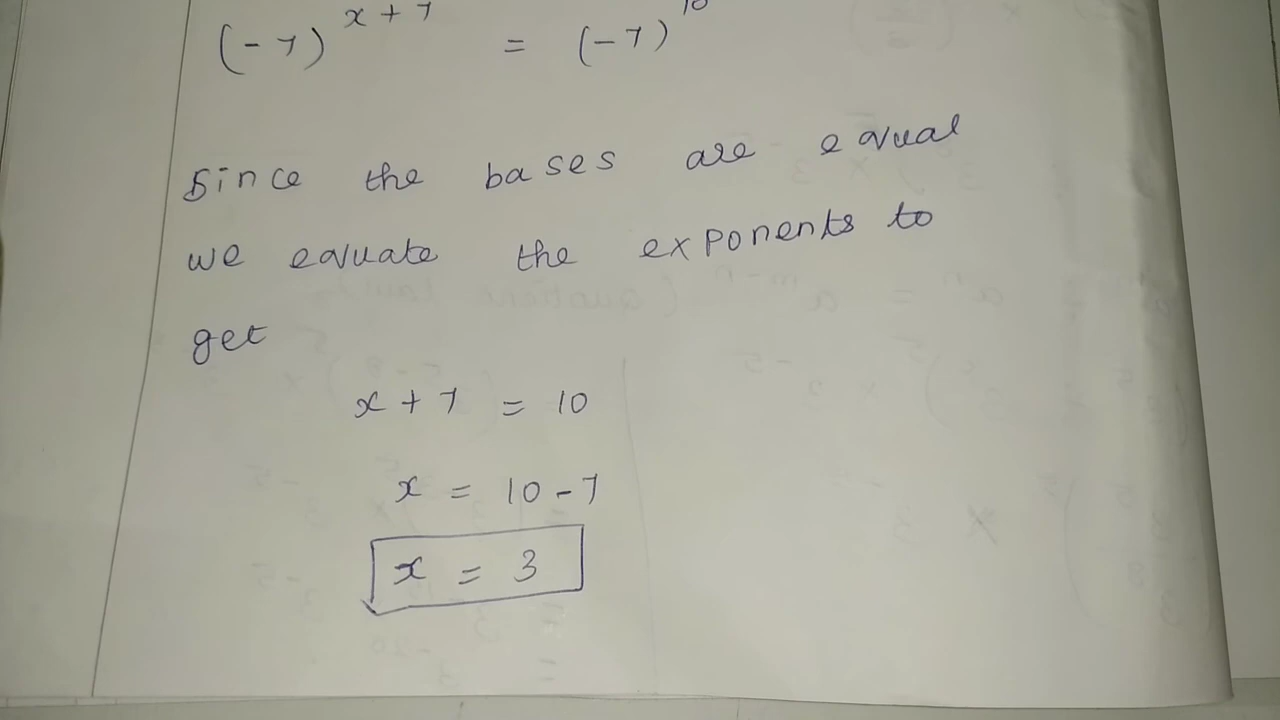 (-7)^{x+7} = (-7)^{10}
Since the bases are equal
we equate the exponents to
get
x + 7 = 10
x = 10 - 7
x = 3